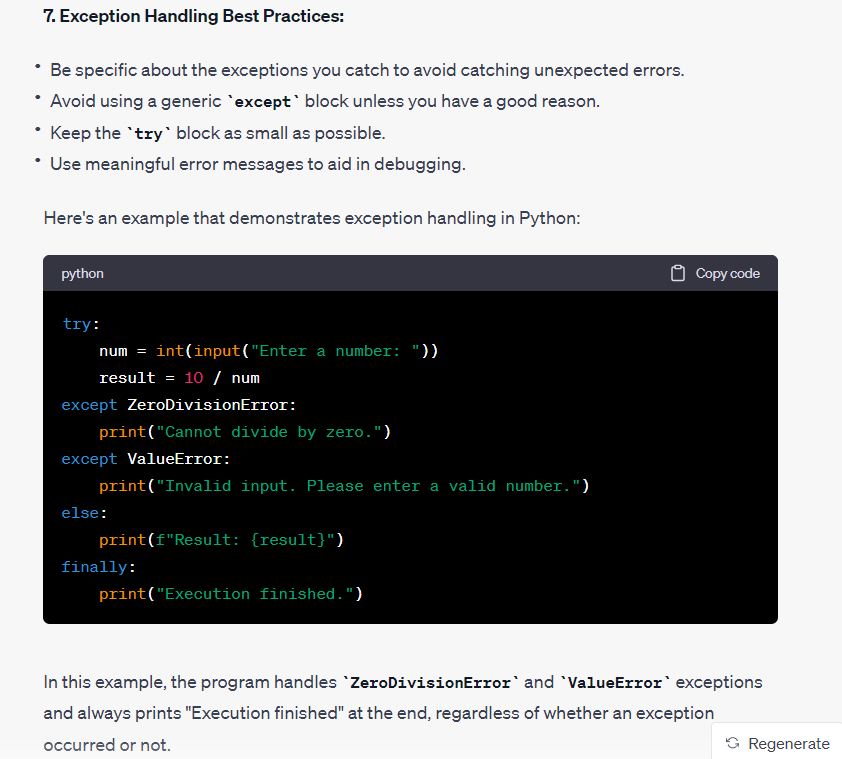 7. Exception Handling Best Practices:
• Be specific about the exceptions you catch to avoid catching unexpected errors.
• Avoid using a generic `except` block unless you have a good reason.
• Keep the `try` block as small as possible.
• Use meaningful error messages to aid in debugging.
Here's an example that demonstrates exception handling in Python:
python Copy code
try:
    num = int(input("Enter a number: "))
    result = 10 / num
except ZeroDivisionError:
    print("Cannot divide by zero.")
except ValueError:
    print("Invalid input. Please enter a valid number.")
else:
    print(f"Result: {result}")
finally:
    print("Execution finished.")
In this example, the program handles `ZeroDivisionError` and `ValueError` exceptions
and always prints "Execution finished" at the end, regardless of whether an exception
occurred or not.
Regenerate